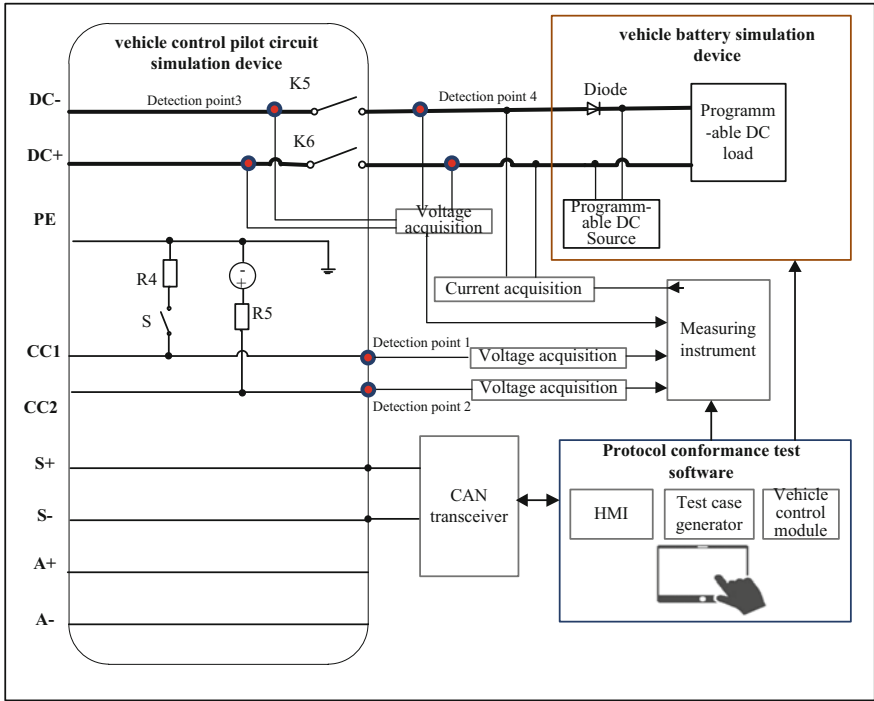 vehicle control pilot circuit
simulation device
vehicle battery simulation
device
K5
Diode
DC-
Detection point3
Detection point 4
Programm
-able DC
load
K6
DC+
PE
Voltage
acquisition
Programm-
able DC
Source
-
+
R4
R5
S
Current acquisition
Measuring
instrument
CC1
Detection point 1
Voltage acquisition
CC2
Detection point 2
Voltage acquisition
S+
S-
CAN
transceiver
Protocol conformance test
software
HMI
Test case
generator
Vehicle
control
module
A+
A-